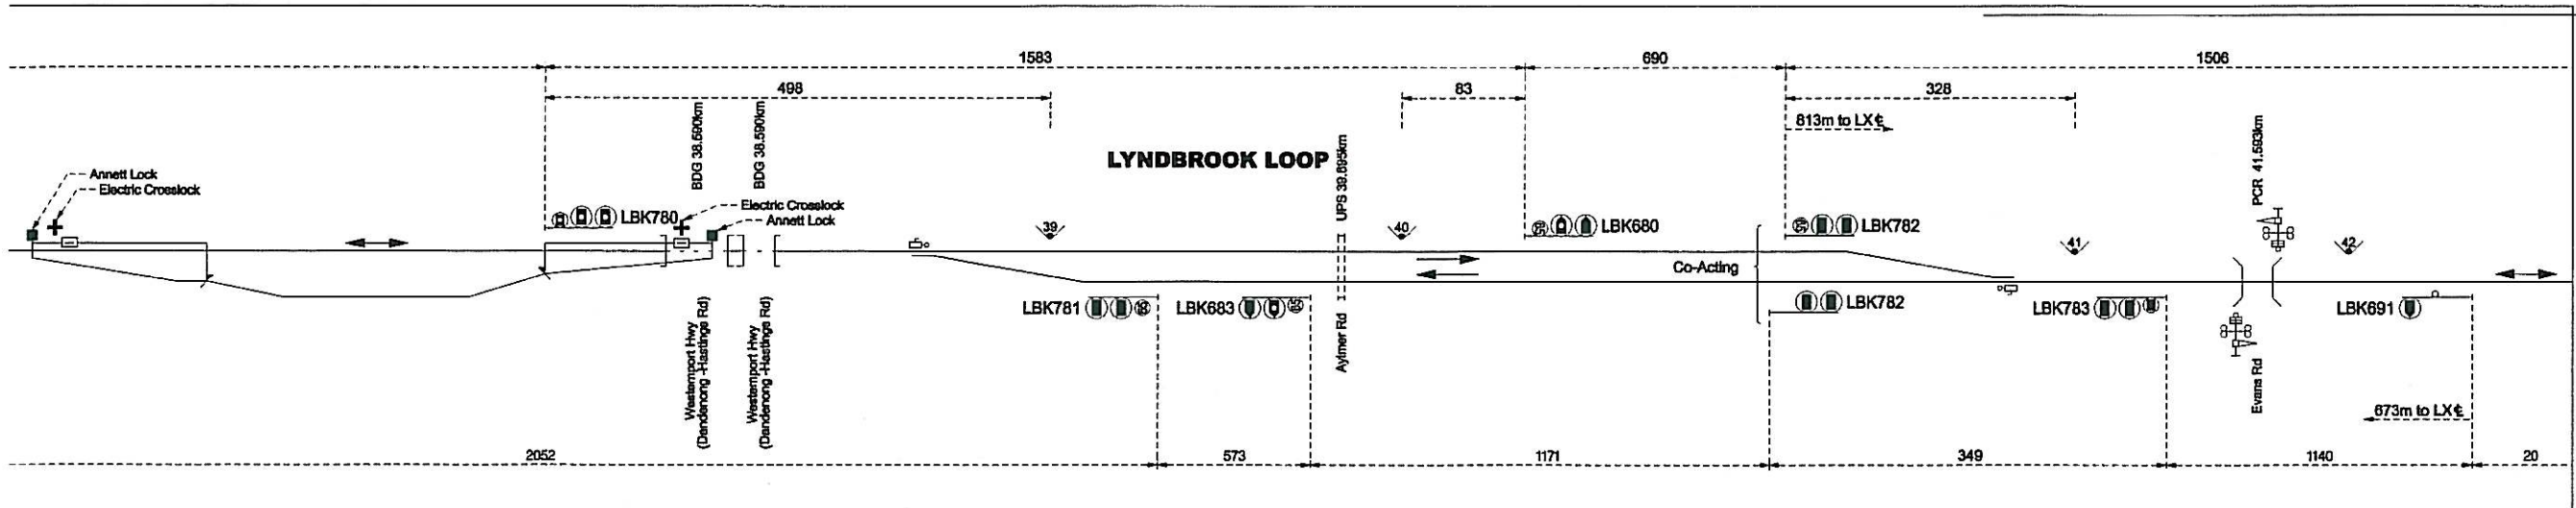 1583
690
1506
498
83
328
813m to LX
BDG 38.590km
BDG 38.590km
LYNDBROOK LOOP
UPS 39.695km
PCR 41.593km
Annett Lock
Electric Crosslock
LBK780
Electric Crosslock
Annett Lock
LBK680
LBK782
39
40
41
42
Co-Acting
LBK781
LBK683
LBK782
LBK783
LBK691
Westernport Hwy
(Dandenong -Hastings Rd)
Westernport Hwy
(Dandenong -Hastings Rd)
Aylmer Rd
Evans Rd
673m to LX
2052
573
1171
349
1140
20